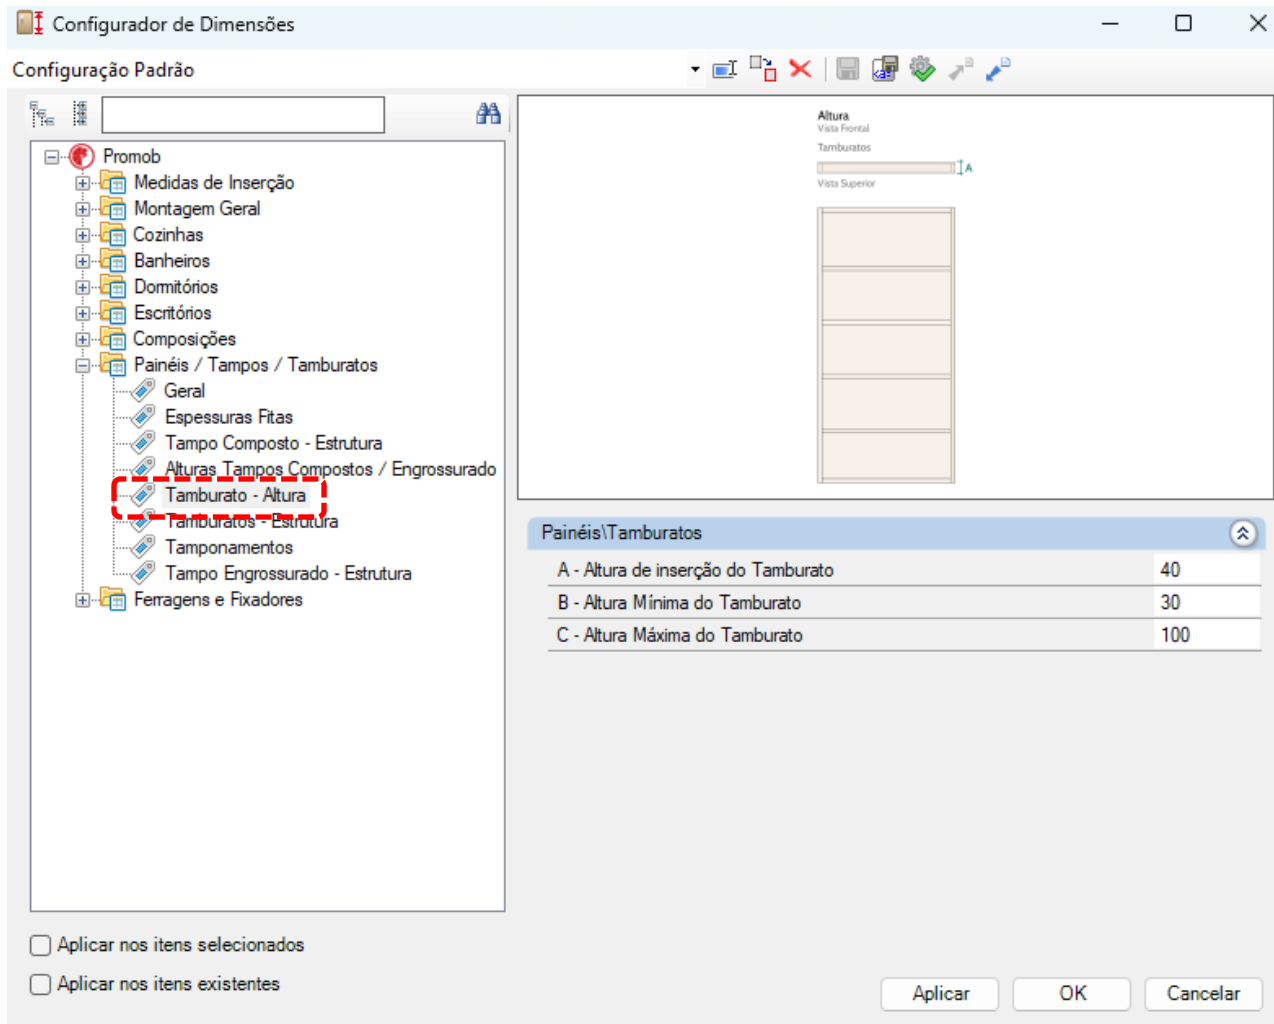 Configurador de Dimensões
Configuração Padrão
Promob
Medidas de Inserção
Montagem Geral
Cozinhas
Banheiros
Dormitórios
Escritórios
Composições
Painéis / Tampos / Tamburatos
Geral
Espessuras Fitas
Tampo Composto - Estrutura
Alturas Tampos Compostos / Engrossurado
Tamburato - Altura
Tamburatos - Estrutura
Tamponamentos
Tampo Engrossurado - Estrutura
Ferragens e Fixadores
Altura
Vista Frontal
Tamburatos
A
Vista Superior
Painéis\Tamburatos
A - Altura de inserção do Tamburato 40
B - Altura Mínima do Tamburato 30
C - Altura Máxima do Tamburato 100
Aplicar nos itens selecionados
Aplicar nos itens existentes
Aplicar
OK
Cancelar